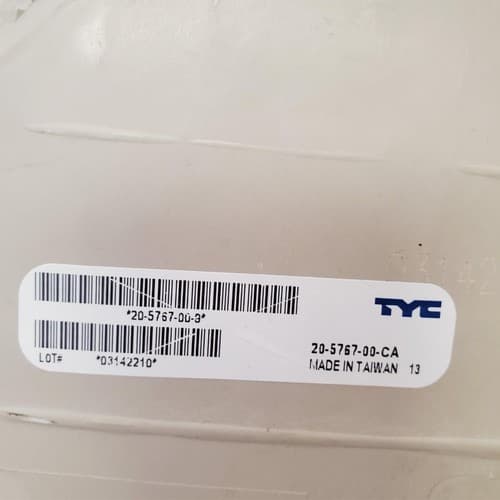 TYC
*20-5767-00-9*
20-5767-00-CA
LOT# *03142210*
MADE IN TAIWAN 13